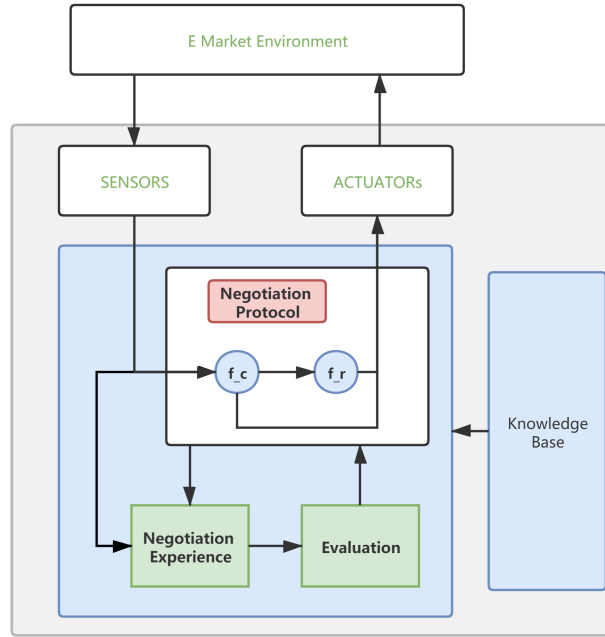 E Market Environment
SENSORS
ACTUATORs
Negotiation
Protocol
f_c
f_r
Knowledge
Base
Negotiation
Experience
Evaluation